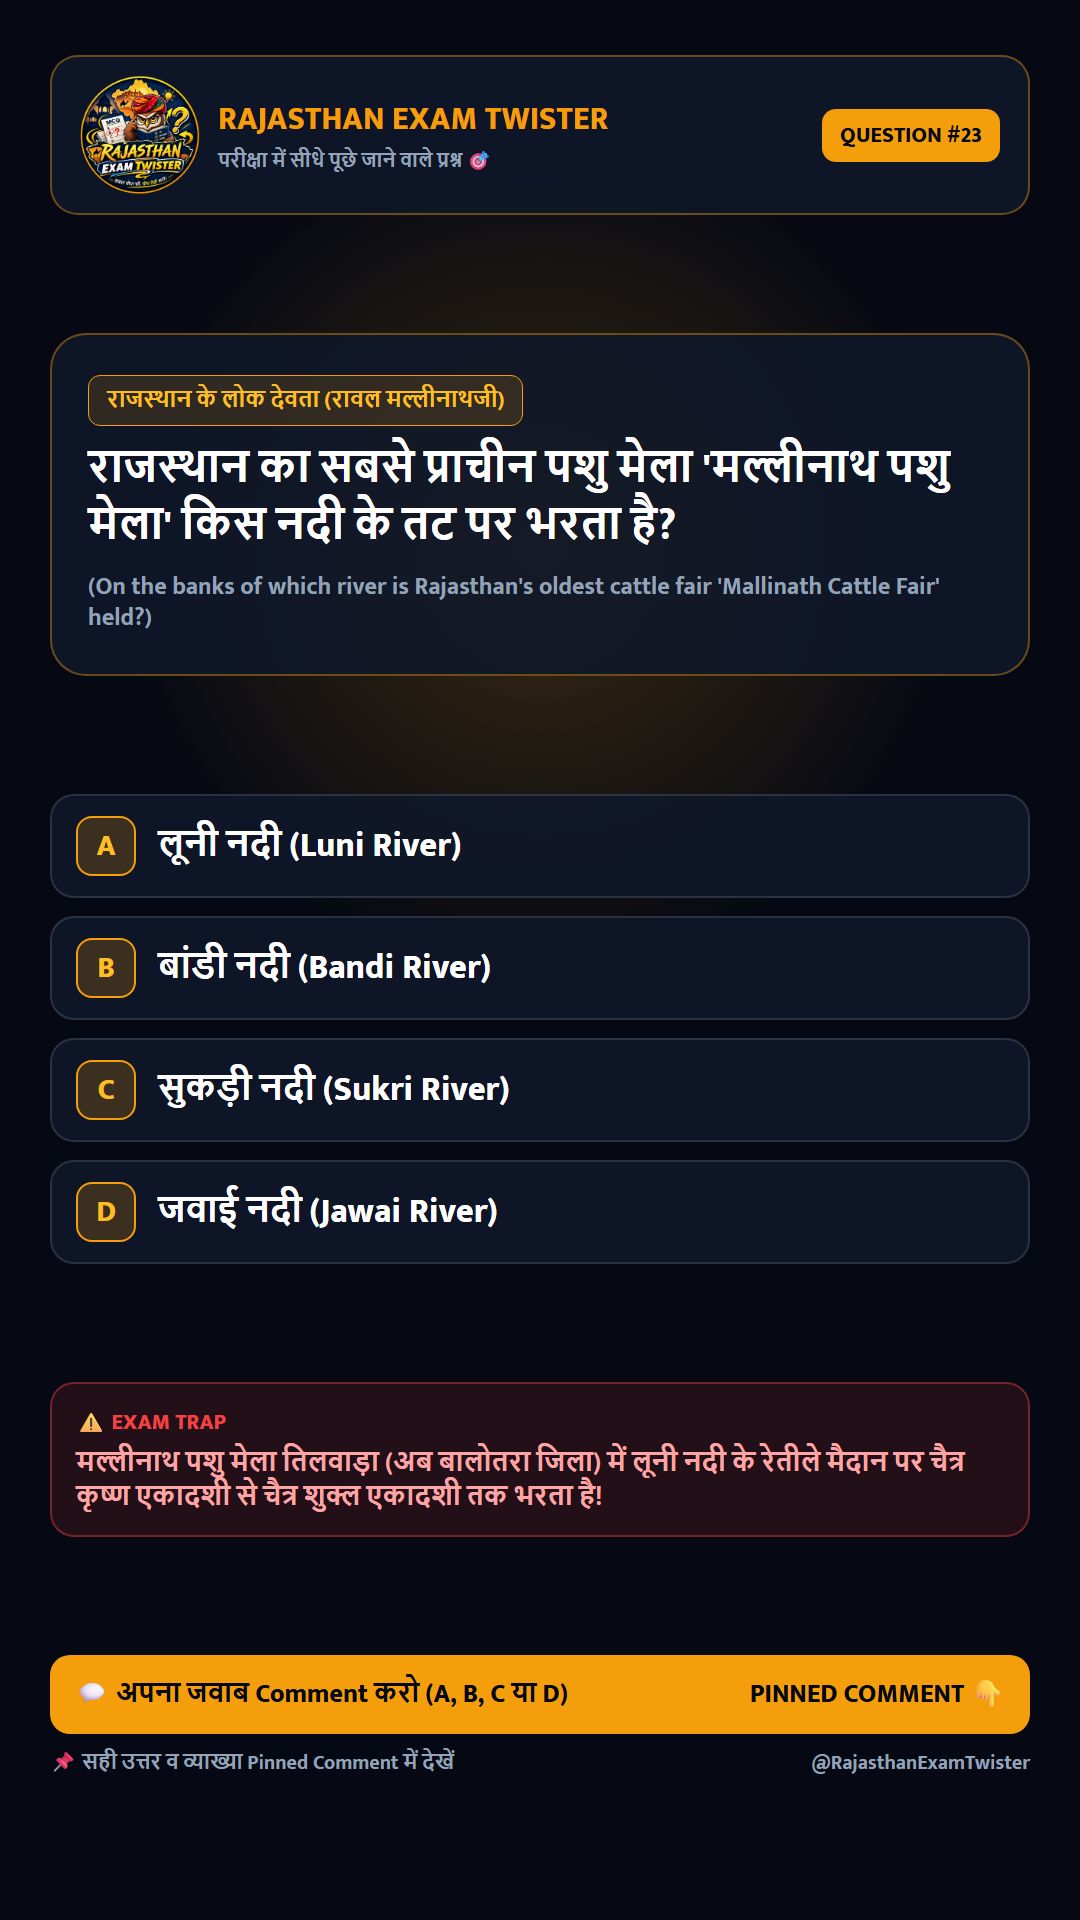 MCQ
RAJASTHAN
EXAM TWISTER
RAJASTHAN EXAM TWISTER
परीक्षा में सीधे पूछे जाने वाले प्रश्न 🎯
QUESTION #23
राजस्थान के लोक देवता (रावल मल्लीनाथजी)
राजस्थान का सबसे प्राचीन पशु मेला 'मल्लीनाथ पशु
मेला' किस नदी के तट पर भरता है?
(On the banks of which river is Rajasthan's oldest cattle fair 'Mallinath Cattle Fair'
held?)
A लूनी नदी (Luni River)
B बांडी नदी (Bandi River)
C सुकड़ी नदी (Sukri River)
D जवाई नदी (Jawai River)
⚠️ EXAM TRAP
मल्लीनाथ पशु मेला तिलवाड़ा (अब बालोतरा जिला) में लूनी नदी के रेतीले मैदान पर चैत्र
कृष्ण एकादशी से चैत्र शुक्ल एकादशी तक भरता है!
💬 अपना जवाब Comment करो (A, B, C या D)
PINNED COMMENT 👇
📌 सही उत्तर व व्याख्या Pinned Comment में देखें
@RajasthanExamTwister